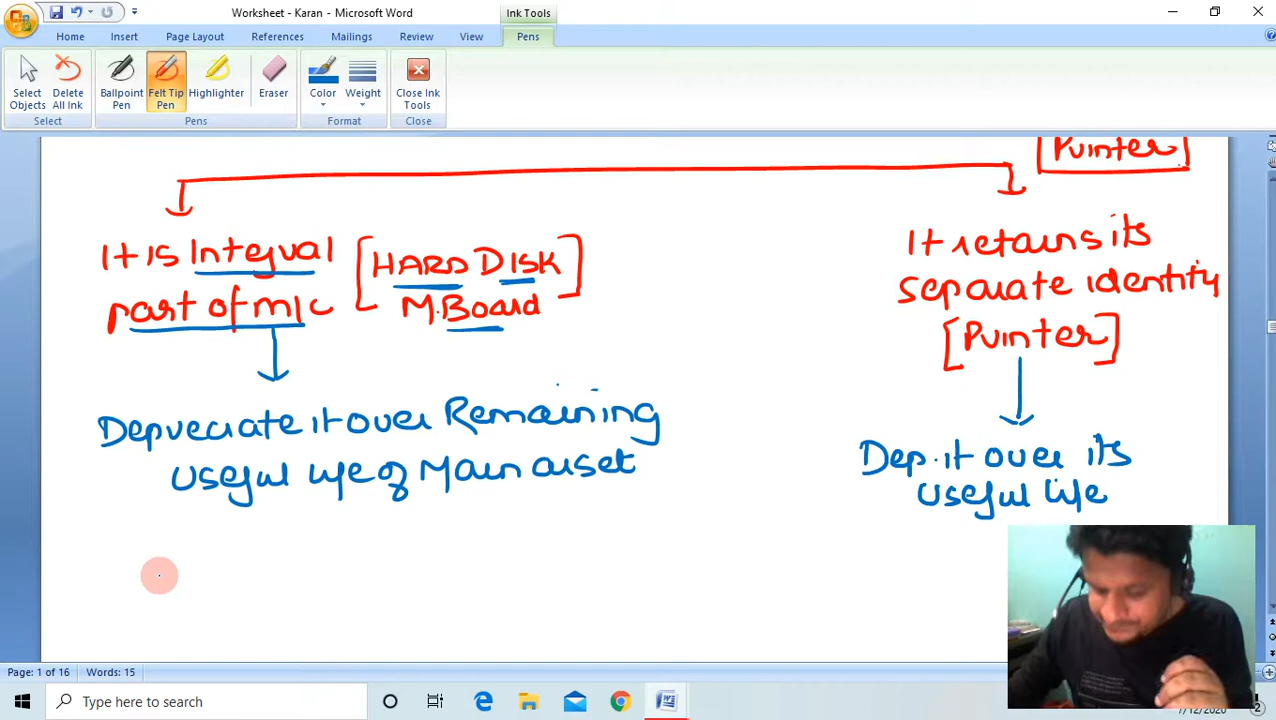 Worksheet - Karan - Microsoft Word
Ink Tools
Home
Insert
Page Layout
References
Mailings
Review
View
Pens
Select Objects
Delete All Ink
Ballpoint Pen
Felt Tip Pen
Highlighter
Eraser
Color
Weight
Close Ink Tools
Select
Pens
Format
Close
[Printer]
It is Integral
part of m/c
[HARD DISK
M.Board]
It retains its
separate identity
[Printer]
Depreciate it over Remaining
Useful life of Main asset
Dep. it over its
Useful life
Page: 1 of 16
Words: 15
Type here to search
7/12/2020
2